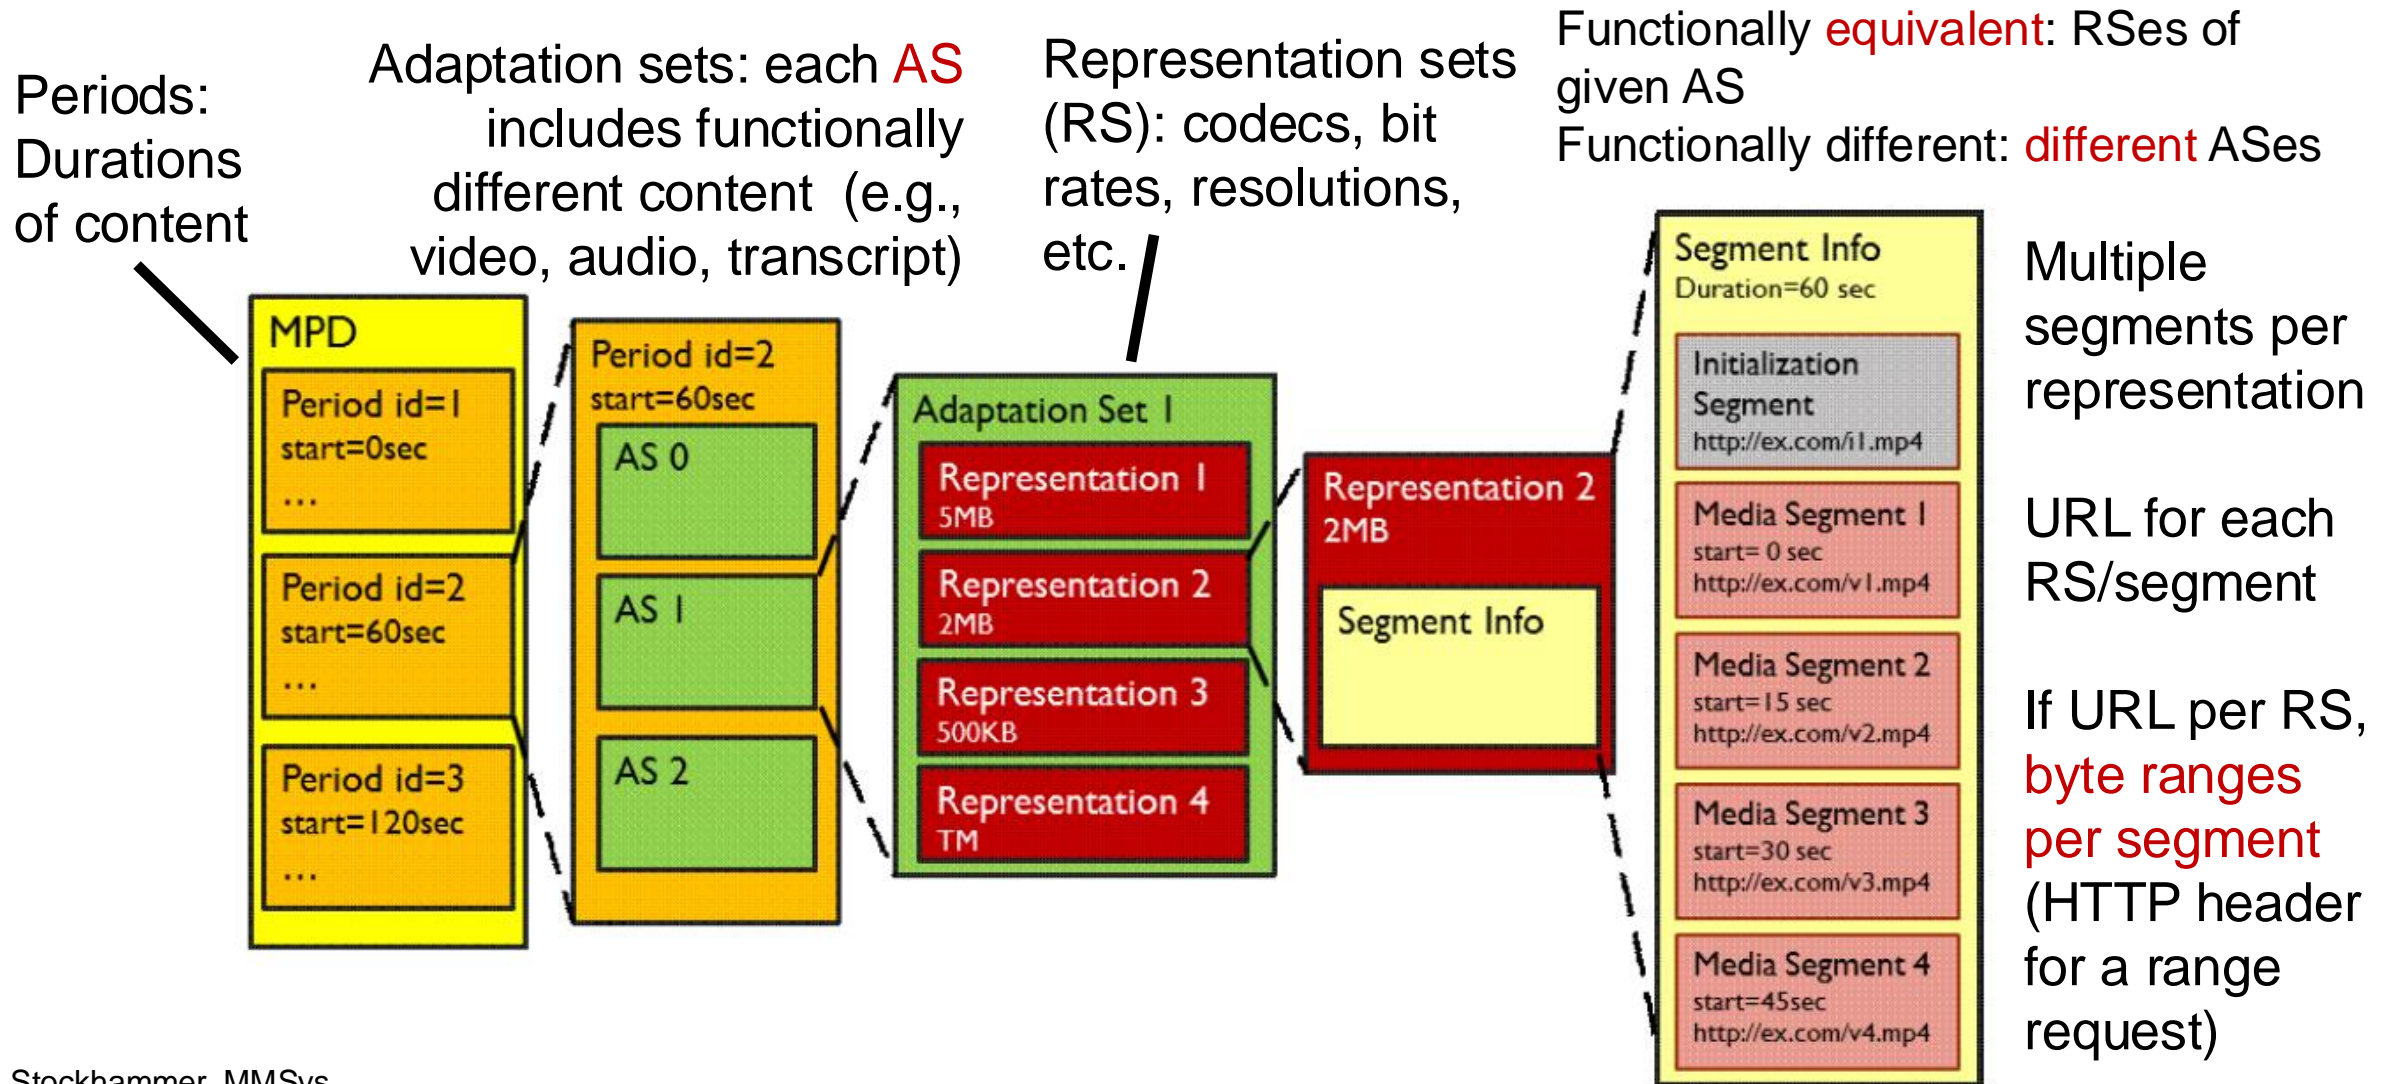 Periods:
Durations
of content
Adaptation sets: each AS
includes functionally
different content (e.g.,
video, audio, transcript)
Representation sets
(RS): codecs, bit
rates, resolutions,
etc.
Functionally equivalent: RSes of
given AS
Functionally different: different ASes
MPD
Period id=1
start=0sec
...
Period id=2
start=60sec
...
Period id=3
start=120sec
...
Period id=2
start=60sec
AS 0
AS 1
AS 2
Adaptation Set 1
Representation 1
5MB
Representation 2
2MB
Representation 3
500KB
Representation 4
TM
Representation 2
2MB
Segment Info
Segment Info
Duration=60 sec
Initialization
Segment
http://ex.com/i1.mp4
Media Segment 1
start= 0 sec
http://ex.com/v1.mp4
Media Segment 2
start=15 sec
http://ex.com/v2.mp4
Media Segment 3
start=30 sec
http://ex.com/v3.mp4
Media Segment 4
start=45sec
http://ex.com/v4.mp4
Multiple
segments per
representation
URL for each
RS/segment
If URL per RS,
byte ranges
per segment
(HTTP header
for a range
request)
Stockhammer, MMSys